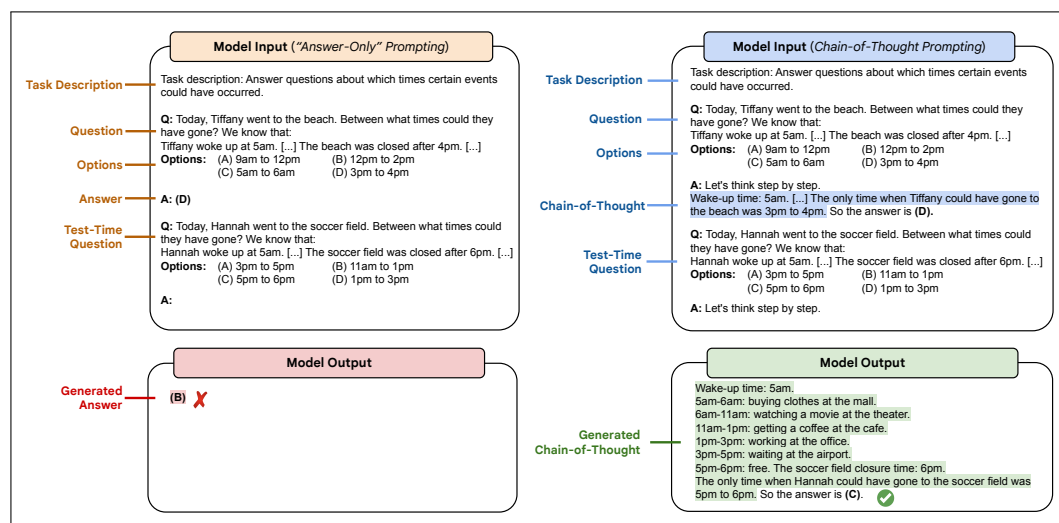 Model Input ("Answer-Only" Prompting)
Task Description
Task description: Answer questions about which times certain events
could have occurred.
Question
Q: Today, Tiffany went to the beach. Between what times could they
have gone? We know that:
Tiffany woke up at 5am. [...] The beach was closed after 4pm. [...]
Options
Options: (A) 9am to 12pm (B) 12pm to 2pm
(C) 5am to 6am (D) 3pm to 4pm
Answer
A: (D)
Test-Time
Question
Q: Today, Hannah went to the soccer field. Between what times could
they have gone? We know that:
Hannah woke up at 5am. [...] The soccer field was closed after 6pm. [...]
Options: (A) 3pm to 5pm (B) 11am to 1pm
(C) 5pm to 6pm (D) 1pm to 3pm
A:
Model Output
Generated
Answer
(B)
Model Input (Chain-of-Thought Prompting)
Task Description
Task description: Answer questions about which times certain events
could have occurred.
Question
Q: Today, Tiffany went to the beach. Between what times could they
have gone? We know that:
Tiffany woke up at 5am. [...] The beach was closed after 4pm. [...]
Options
Options: (A) 9am to 12pm (B) 12pm to 2pm
(C) 5am to 6am (D) 3pm to 4pm
A: Let's think step by step.
Chain-of-Thought
Wake-up time: 5am. [...] The only time when Tiffany could have gone to
the beach was 3pm to 4pm. So the answer is (D).
Test-Time
Question
Q: Today, Hannah went to the soccer field. Between what times could
they have gone? We know that:
Hannah woke up at 5am. [...] The soccer field was closed after 6pm. [...]
Options: (A) 3pm to 5pm (B) 11am to 1pm
(C) 5pm to 6pm (D) 1pm to 3pm
A: Let's think step by step.
Model Output
Generated
Chain-of-Thought
Wake-up time: 5am.
5am-6am: buying clothes at the mall.
6am-11am: watching a movie at the theater.
11am-1pm: getting a coffee at the cafe.
1pm-3pm: working at the office.
3pm-5pm: waiting at the airport.
5pm-6pm: free. The soccer field closure time: 6pm.
The only time when Hannah could have gone to the soccer field was
5pm to 6pm. So the answer is (C).